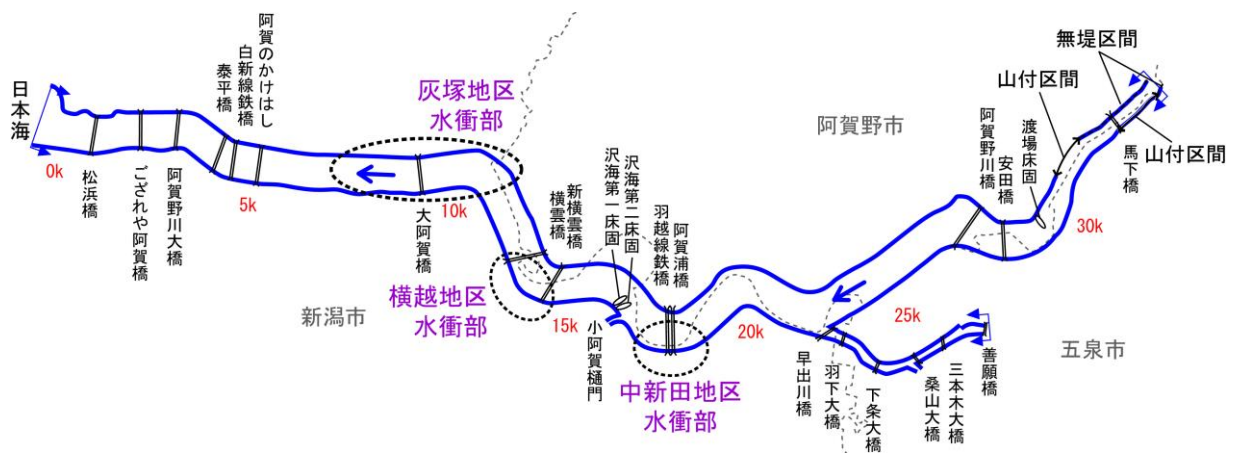 日本海
0k
松浜橋
ござれや阿賀橋
阿賀野川大橋
泰平橋
白新線鉄橋
阿賀のかけはし
5k
灰塚地区
水衝部
大阿賀橋
10k
新潟市
横越地区
水衝部
横雲橋
新横雲橋
15k
沢海第一床固
沢海第二床固
小阿賀樋門
羽越線鉄橋
阿賀浦橋
中新田地区
水衝部
20k
早出川橋
羽下大橋
下条大橋
桑山大橋
三本木大橋
善願橋
25k
五泉市
阿賀野市
阿賀野川橋
安田橋
渡場床固
30k
山付区間
無堤区間
馬下橋
山付区間